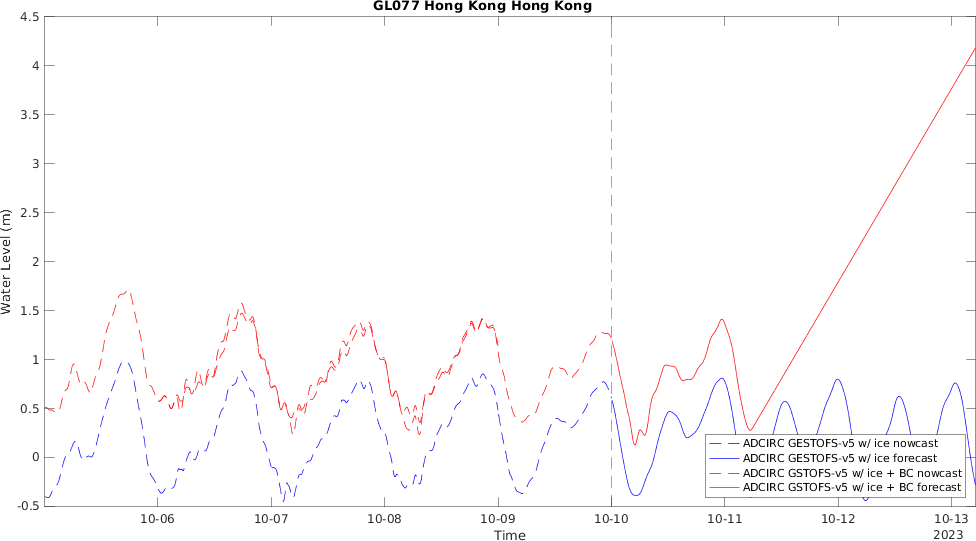 GL077 Hong Kong Hong Kong
4.5
4
3.5
3
2.5
2
1.5
1
0.5
0
-0.5
Water Level (m)
ADCIRC GESTOFS-v5 w/ ice nowcast
ADCIRC GESTOFS-v5 w/ ice forecast
ADCIRC GSTOFS-v5 w/ ice + BC nowcast
ADCIRC GSTOFS-v5 w/ ice + BC forecast
10-06 10-07 10-08 10-09 10-10 10-11 10-12 10-13
Time 2023